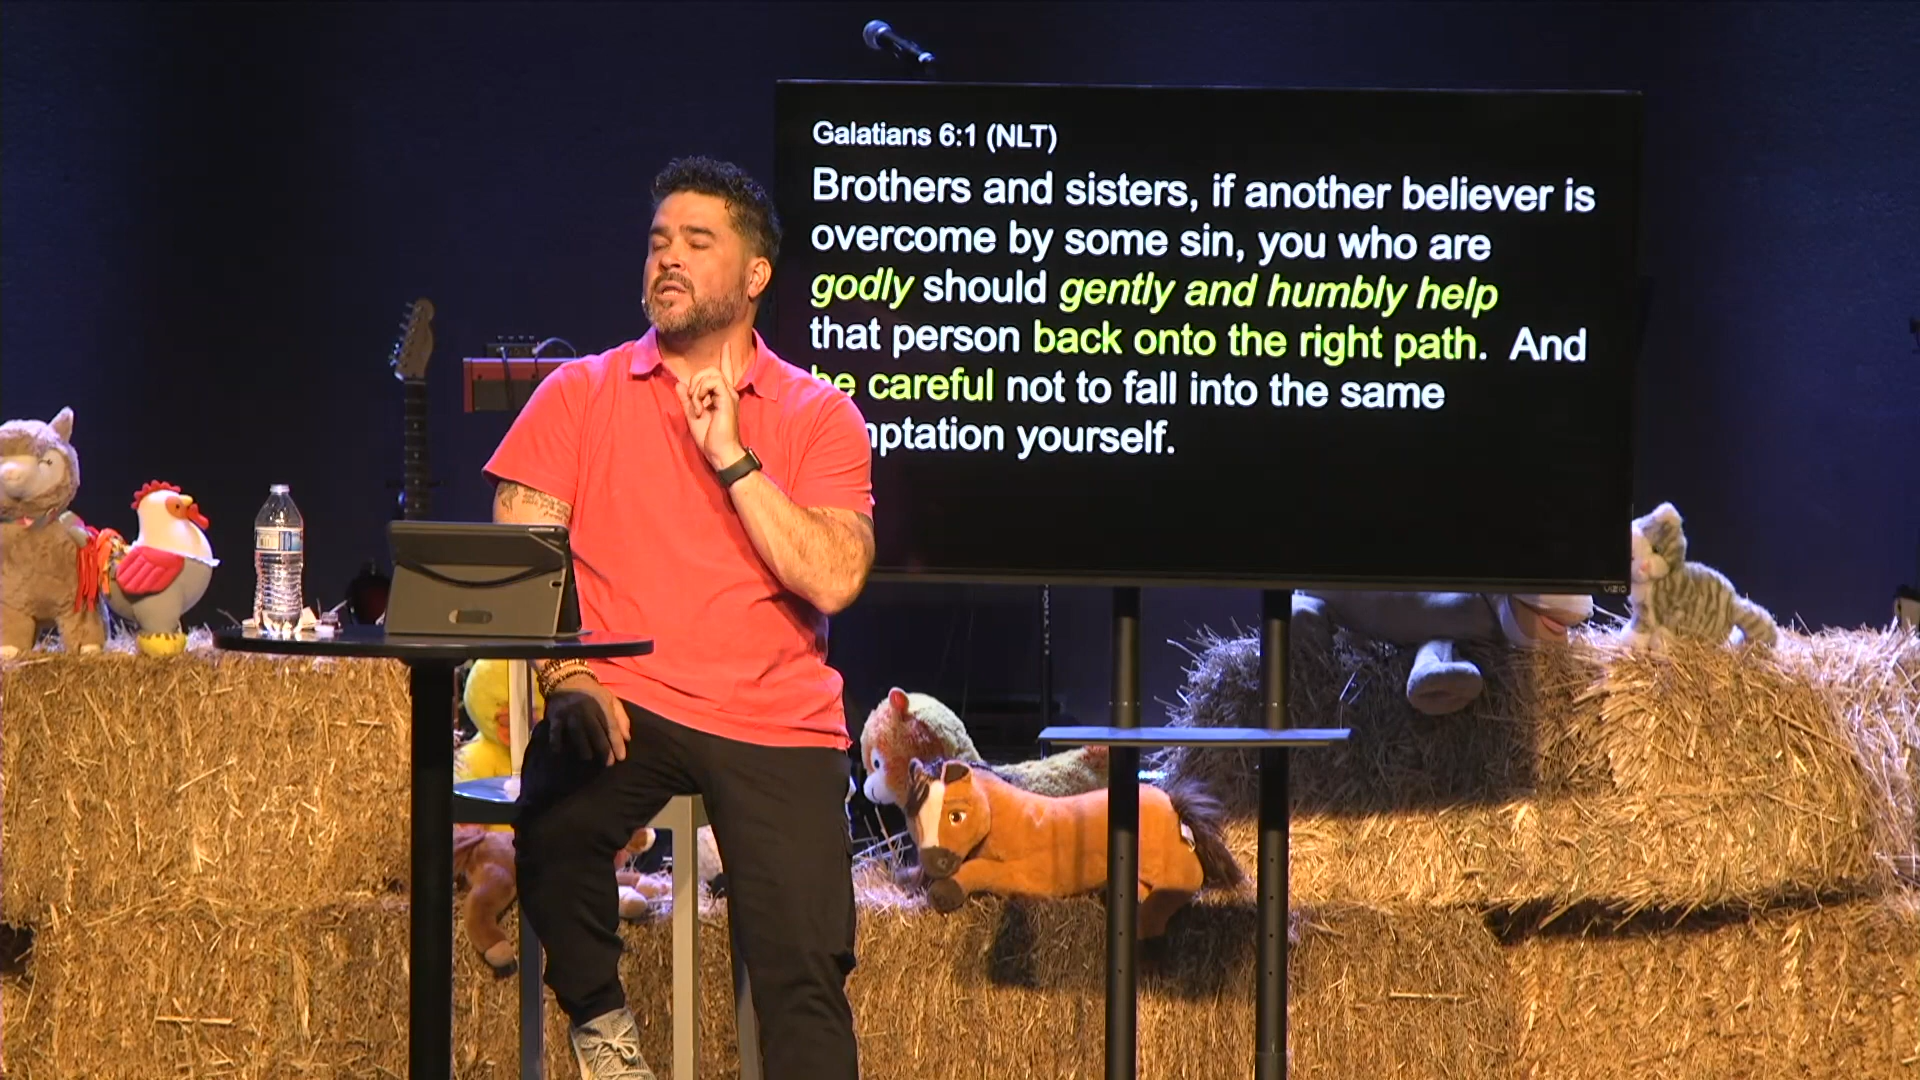 Galatians 6:1 (NLT)
Brothers and sisters, if another believer is
overcome by some sin, you who are
godly should gently and humbly help
that person back onto the right path. And
be careful not to fall into the same
yourself.
VIZIO